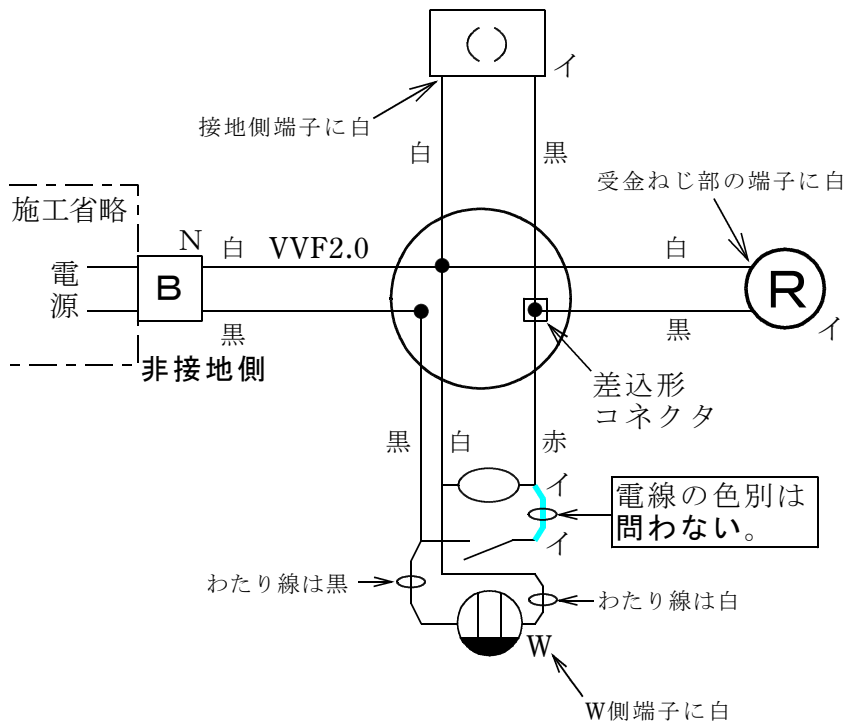 イ
接地側端子に白
白
黒
受金ねじ部の端子に白
施工省略
N
白
VVF2.0
白
電
源
B
R
黒
黒
イ
非接地側
差込形
コネクタ
黒
白
赤
イ
電線の色別は
問わない。
イ
わたり線は黒
わたり線は白
W
W側端子に白